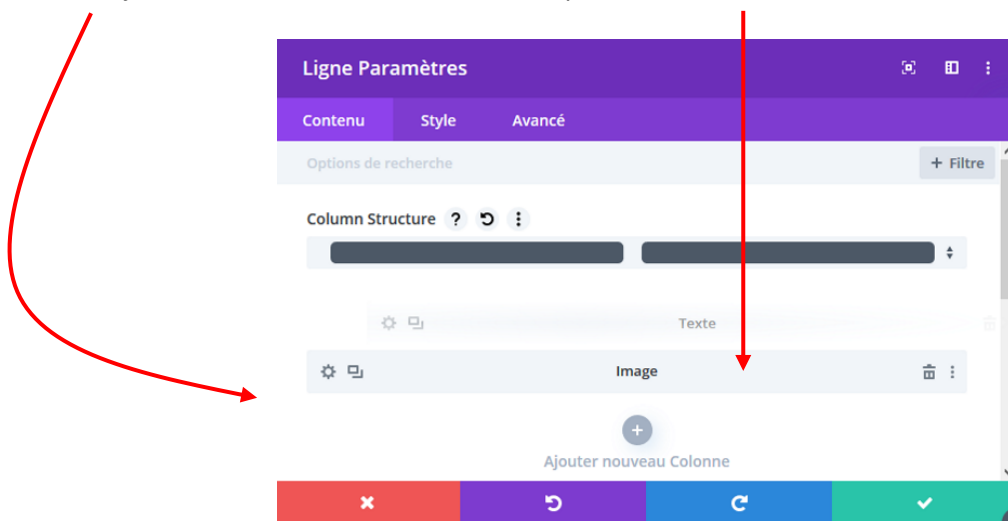 Ligne Paramètres
Contenu Style Avancé
Options de recherche + Filtre
Column Structure ?
Texte
Image
Ajouter nouveau Colonne